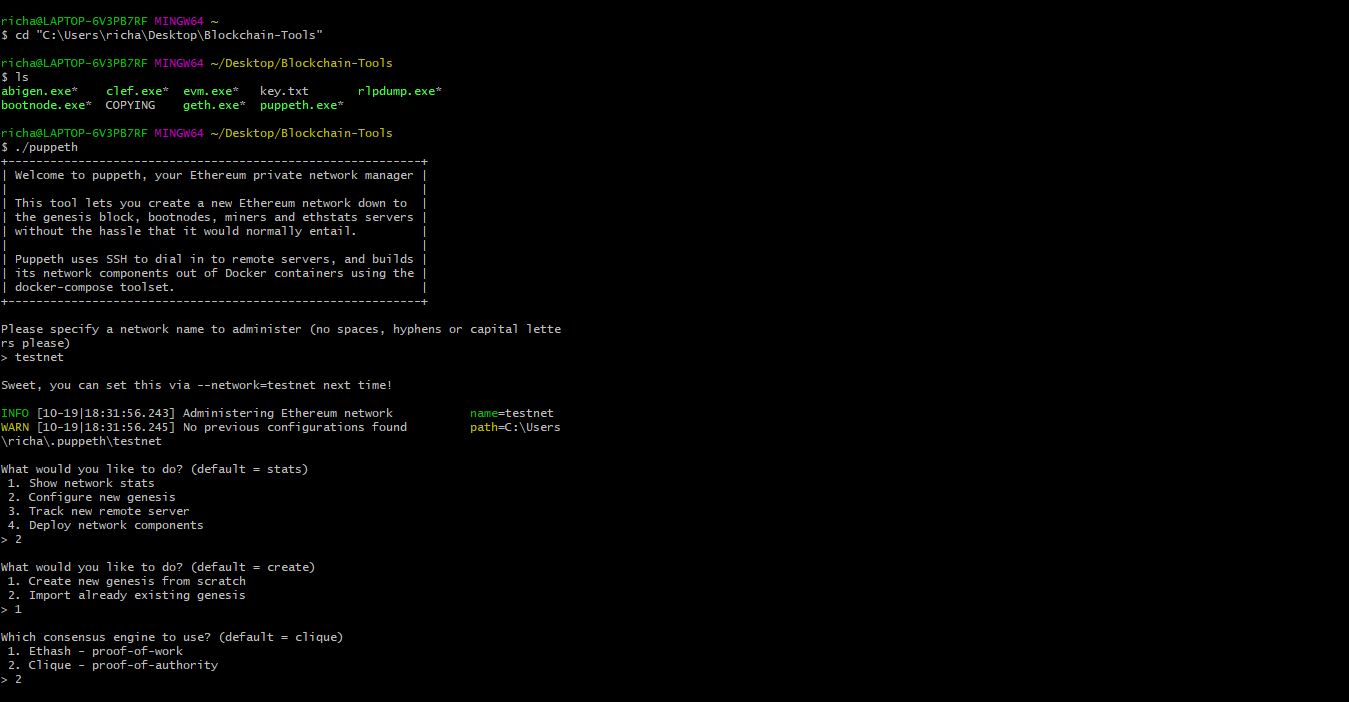 richa@LAPTOP-6V3PB7RF MINGW64 ~
$ cd "C:\Users\richa\Desktop\Blockchain-Tools"
richa@LAPTOP-6V3PB7RF MINGW64 ~/Desktop/Blockchain-Tools
$ ls
abigen.exe*    clef.exe*  evm.exe*   key.txt       rlpdump.exe*
bootnode.exe*  COPYING    geth.exe*  puppeth.exe*
richa@LAPTOP-6V3PB7RF MINGW64 ~/Desktop/Blockchain-Tools
$ ./puppeth
+-----------------------------------------------------------+
| Welcome to puppeth, your Ethereum private network manager |
|                                                           |
| This tool lets you create a new Ethereum network down to  |
| the genesis block, bootnodes, miners and ethstats servers |
| without the hassle that it would normally entail.         |
|                                                           |
| Puppeth uses SSH to dial in to remote servers, and builds |
| its network components out of Docker containers using the |
| docker-compose toolset.                                   |
+-----------------------------------------------------------+
Please specify a network name to administer (no spaces, hyphens or capital lette
rs please)
> testnet
Sweet, you can set this via --network=testnet next time!
INFO [10-19|18:31:56.243] Administering Ethereum network           name=testnet
WARN [10-19|18:31:56.245] No previous configurations found         path=C:\Users
\richa\.puppeth\testnet
What would you like to do? (default = stats)
 1. Show network stats
 2. Configure new genesis
 3. Track new remote server
 4. Deploy network components
> 2
What would you like to do? (default = create)
 1. Create new genesis from scratch
 2. Import already existing genesis
> 1
Which consensus engine to use? (default = clique)
 1. Ethash - proof-of-work
 2. Clique - proof-of-authority
> 2